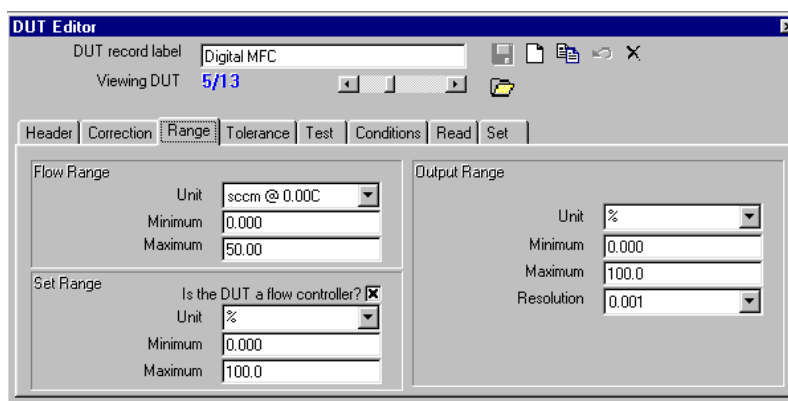 DUT Editor
DUT record label Digital MFC
Viewing DUT 5/13
Header Correction Range Tolerance Test Conditions Read Set
Flow Range
Unit sccm @ 0.00C
Minimum 0.000
Maximum 50.00
Set Range
Is the DUT a flow controller?
Unit %
Minimum 0.000
Maximum 100.0
Output Range
Unit %
Minimum 0.000
Maximum 100.0
Resolution 0.001